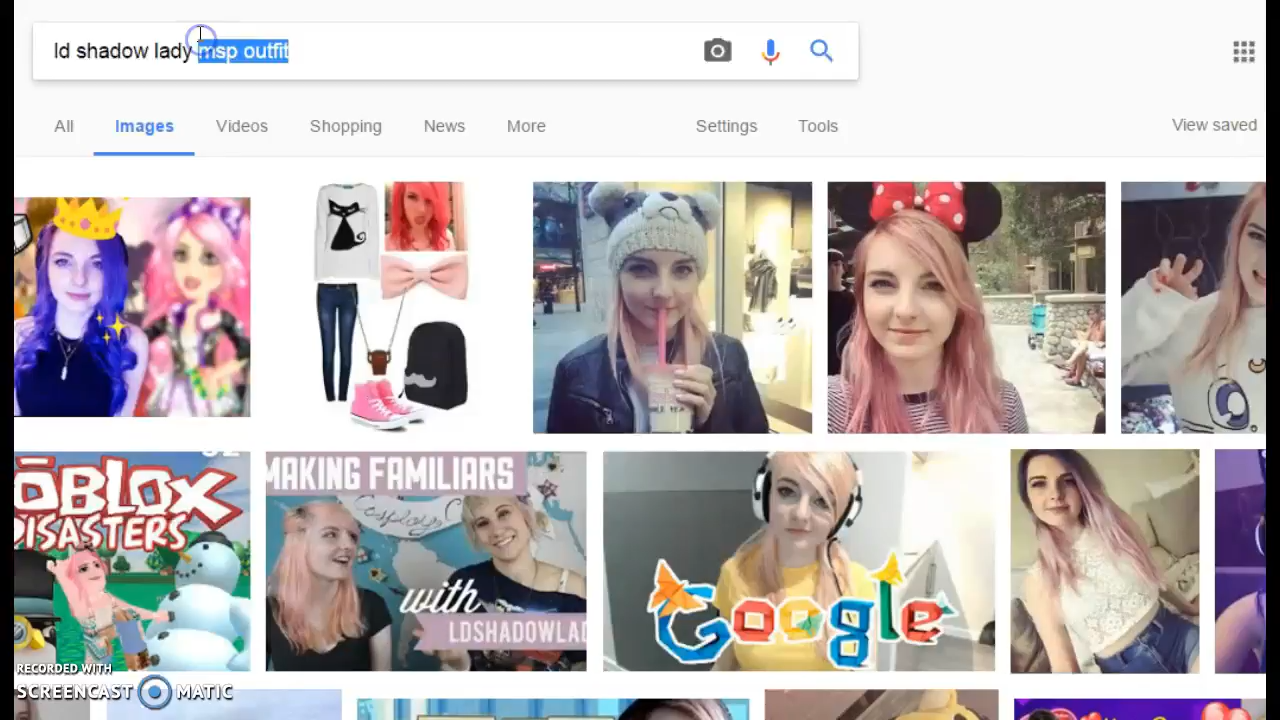 ld shadow lady msp outfit
All Images Videos Shopping News More Settings Tools View saved
ROBLOX
DISASTERS
MAKING FAMILIARS
Cosplay
with
LDSHADOWLAD
Google
RECORDED WITH
SCREENCAST MATIC